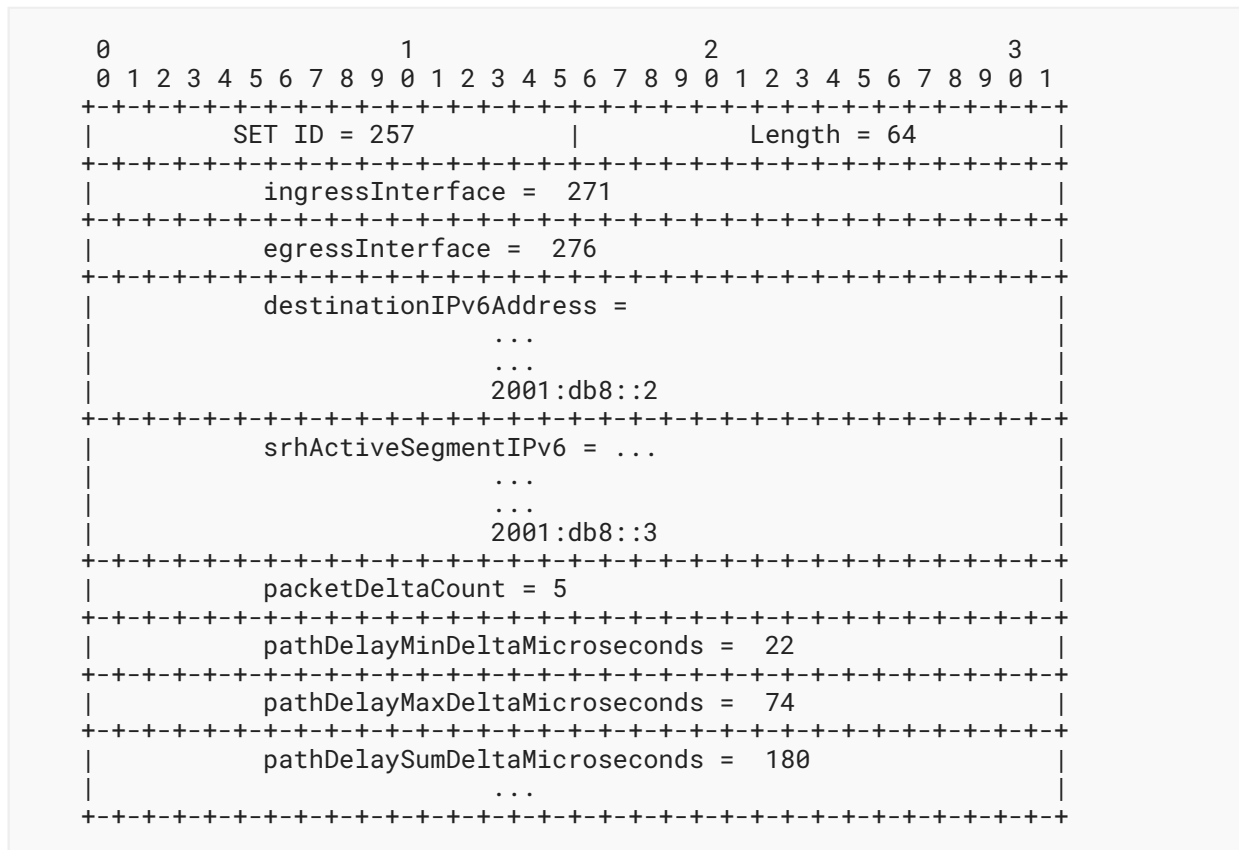 0                   1                   2                   3
 0 1 2 3 4 5 6 7 8 9 0 1 2 3 4 5 6 7 8 9 0 1 2 3 4 5 6 7 8 9 0 1
+-+-+-+-+-+-+-+-+-+-+-+-+-+-+-+-+-+-+-+-+-+-+-+-+-+-+-+-+-+-+-+-+
|         SET ID = 257          |           Length = 64         |
+-+-+-+-+-+-+-+-+-+-+-+-+-+-+-+-+-+-+-+-+-+-+-+-+-+-+-+-+-+-+-+-+
|           ingressInterface =  271                             |
+-+-+-+-+-+-+-+-+-+-+-+-+-+-+-+-+-+-+-+-+-+-+-+-+-+-+-+-+-+-+-+-+
|           egressInterface =  276                              |
+-+-+-+-+-+-+-+-+-+-+-+-+-+-+-+-+-+-+-+-+-+-+-+-+-+-+-+-+-+-+-+-+
|           destinationIPv6Address =                            |
|                          ...                                  |
|                          ...                                  |
|                          2001:db8::2                          |
+-+-+-+-+-+-+-+-+-+-+-+-+-+-+-+-+-+-+-+-+-+-+-+-+-+-+-+-+-+-+-+-+
|           srhActiveSegmentIPv6 = ...                          |
|                          ...                                  |
|                          ...                                  |
|                          2001:db8::3                          |
+-+-+-+-+-+-+-+-+-+-+-+-+-+-+-+-+-+-+-+-+-+-+-+-+-+-+-+-+-+-+-+-+
|           packetDeltaCount = 5                                |
+-+-+-+-+-+-+-+-+-+-+-+-+-+-+-+-+-+-+-+-+-+-+-+-+-+-+-+-+-+-+-+-+
|           pathDelayMinDeltaMicroseconds =  22                 |
+-+-+-+-+-+-+-+-+-+-+-+-+-+-+-+-+-+-+-+-+-+-+-+-+-+-+-+-+-+-+-+-+
|           pathDelayMaxDeltaMicroseconds =  74                 |
+-+-+-+-+-+-+-+-+-+-+-+-+-+-+-+-+-+-+-+-+-+-+-+-+-+-+-+-+-+-+-+-+
|           pathDelaySumDeltaMicroseconds =  180                |
|                          ...                                  |
+-+-+-+-+-+-+-+-+-+-+-+-+-+-+-+-+-+-+-+-+-+-+-+-+-+-+-+-+-+-+-+-+